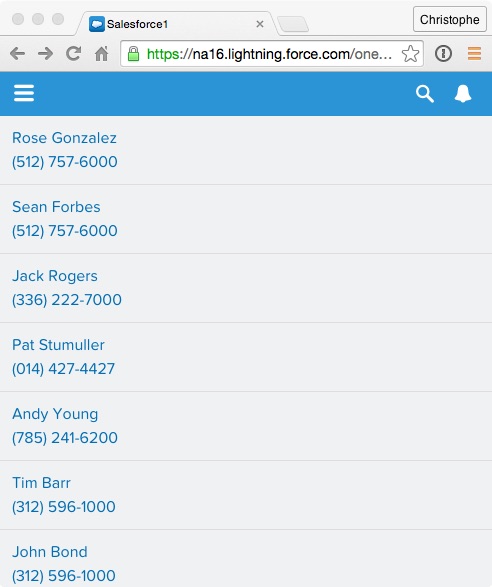 Salesforce1
Christophe
https://na16.lightning.force.com/one...
Rose Gonzalez
(512) 757-6000
Sean Forbes
(512) 757-6000
Jack Rogers
(336) 222-7000
Pat Stumuller
(014) 427-4427
Andy Young
(785) 241-6200
Tim Barr
(312) 596-1000
John Bond
(312) 596-1000